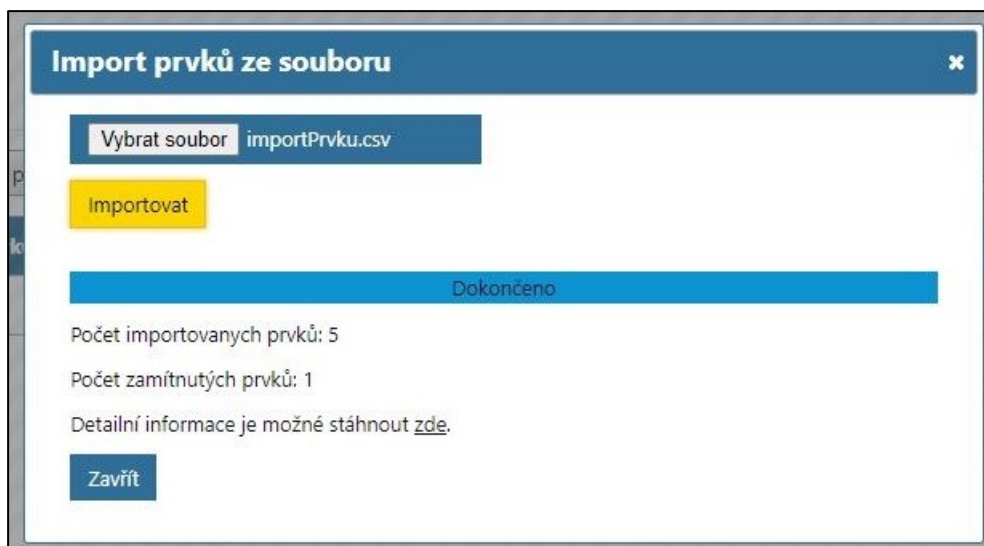 Import prvků ze souboru
Vybrat soubor importPrvku.csv
Importovat
Dokončeno
Počet importovanych prvků: 5
Počet zamítnutých prvků: 1
Detailní informace je možné stáhnout zde.
Zavřít